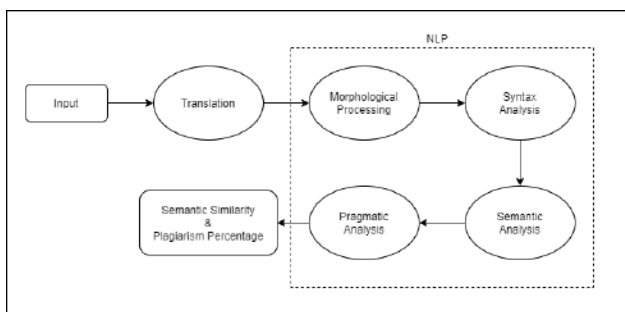 NLP
Input
Translation
Morphological
Processing
Syntax
Analysis
Semantic Similarity
&
Plagiarism Percentage
Pragmatic
Analysis
Semantic
Analysis